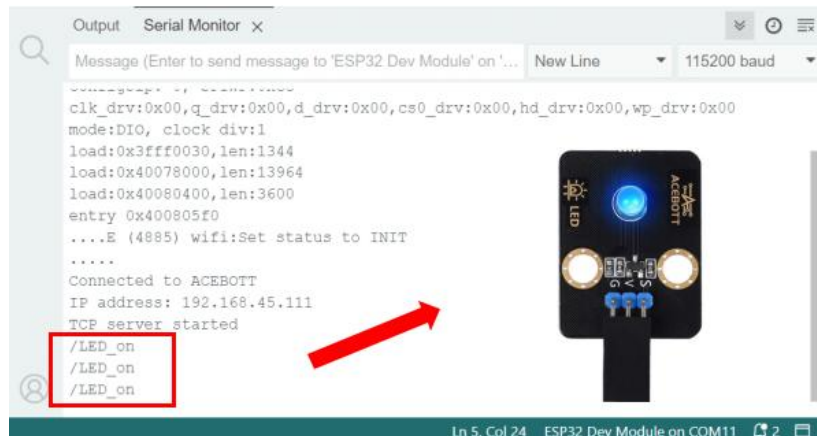 Output Serial Monitor ×
Message (Enter to send message to 'ESP32 Dev Module' on '... New Line 115200 baud
clk_drv:0x00,q_drv:0x00,d_drv:0x00,cs0_drv:0x00,hd_drv:0x00,wp_drv:0x00
mode:DIO, clock div:1
load:0x3fff0030,len:1344
load:0x40078000,len:13964
load:0x40080400,len:3600
entry 0x400805f0
....E (4885) wifi:Set status to INIT
.....
Connected to ACEBOTT
IP address: 192.168.45.111
TCP server started
/LED_on
/LED_on
/LED_on
LED
ACEBOTT
G V S
Ln 5, Col 24 ESP32 Dev Module on COM11 2